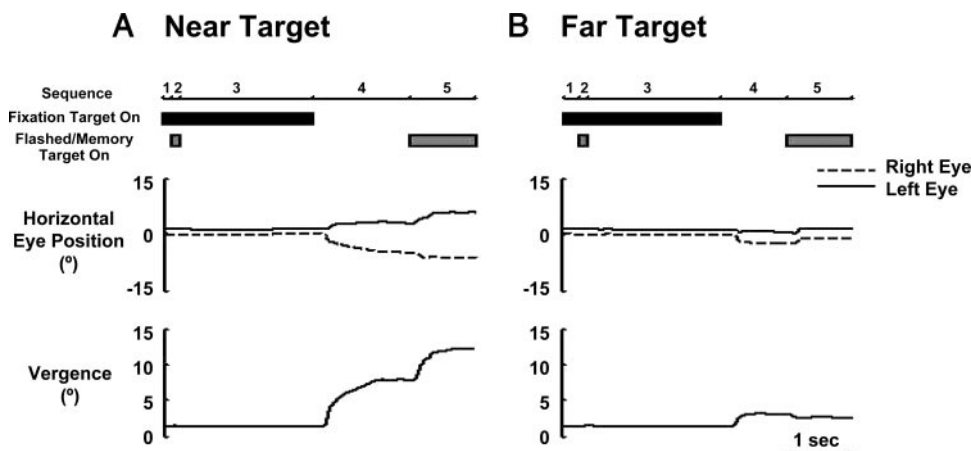 A Near Target
B Far Target
Sequence
1 2 3 4 5
1 2 3 4 5
Fixation Target On
Flashed/Memory
Target On
Right Eye
Left Eye
Horizontal
Eye Position
(º)
15
0
-15
15
0
-15
Vergence
(º)
15
10
5
0
15
10
5
0
1 sec